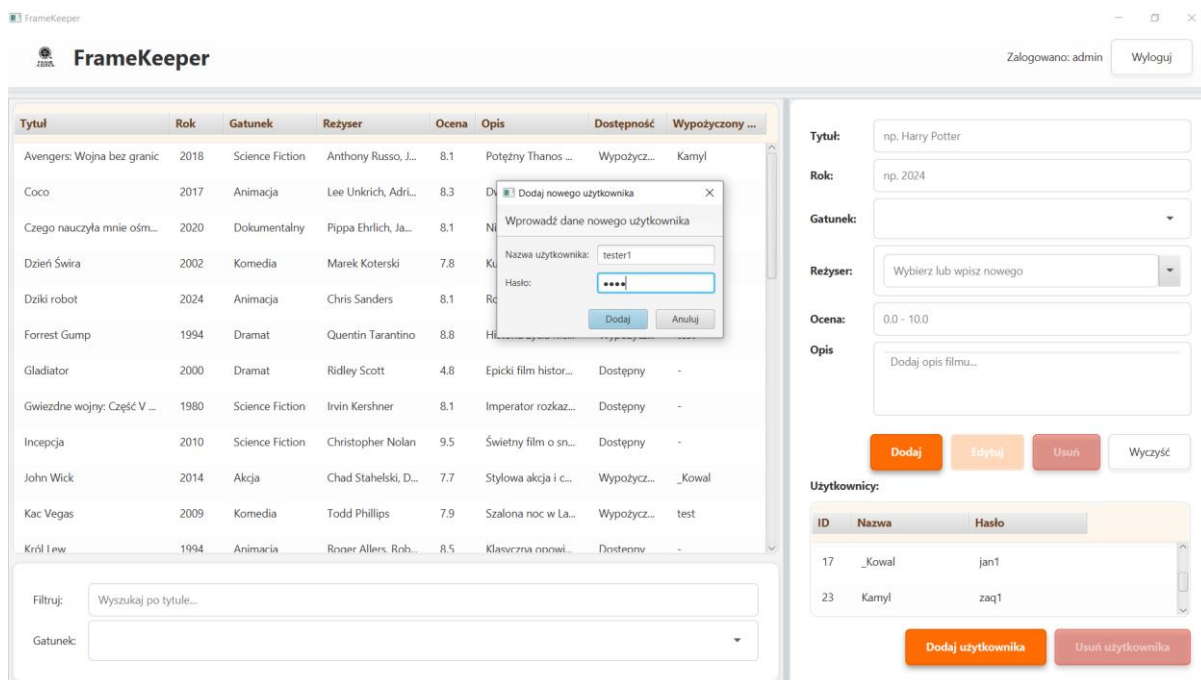 FrameKeeper
FrameKeeper
Zalogowano: admin
Wyloguj
Tytuł Rok Gatunek Reżyser Ocena Opis Dostępność Wypożyczony ...
Avengers: Wojna bez granic 2018 Science Fiction Anthony Russo, J... 8.1 Potężny Thanos ... Wypożycz... Kamyl
Coco 2017 Animacja Lee Unkrich, Adri... 8.3
Czego nauczyła mnie ośm... 2020 Dokumentalny Pippa Ehrlich, Ja... 8.1
Dzień Świra 2002 Komedia Marek Koterski 7.8
Dziki robot 2024 Animacja Chris Sanders 8.1
Forrest Gump 1994 Dramat Quentin Tarantino 8.8
Gladiator 2000 Dramat Ridley Scott 4.8 Epicki film histor... Dostępny -
Gwiezdne wojny: Część V ... 1980 Science Fiction Irvin Kershner 8.1 Imperator rozkaz... Dostępny -
Incepcja 2010 Science Fiction Christopher Nolan 9.5 Świetny film o sn... Dostępny -
John Wick 2014 Akcja Chad Stahelski, D... 7.7 Stylowa akcja i c... Wypożycz... _Kowal
Kac Vegas 2009 Komedia Todd Phillips 7.9 Szalona noc w La... Wypożycz... test
Król Lew 1994 Animacja Roger Allers, Rob... 8.5 Klasyczna opowi... Dostępny -
Dodaj nowego użytkownika
Wprowadź dane nowego użytkownika
Nazwa użytkownika: tester1
Hasło: ••••
Dodaj Anuluj
Filtruj: Wyszukaj po tytule...
Gatunek:
Tytuł: np. Harry Potter
Rok: np. 2024
Gatunek:
Reżyser: Wybierz lub wpisz nowego
Ocena: 0.0 - 10.0
Opis Dodaj opis filmu...
Dodaj Edytuj Usuń Wyczyść
Użytkownicy:
ID Nazwa Hasło
17 _Kowal jan1
23 Kamyl zaq1
Dodaj użytkownika Usuń użytkownika